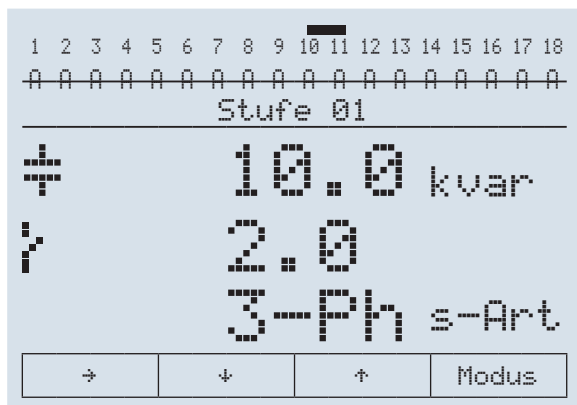 1 2 3 4 5 6 7 8 9 10 11 12 13 14 15 16 17 18
A A A A A A A A A A A A A A A A A A
Stufe 01
10.0 kvar
2.0
3-Ph s-Art
→ ↓ ↑ Modus